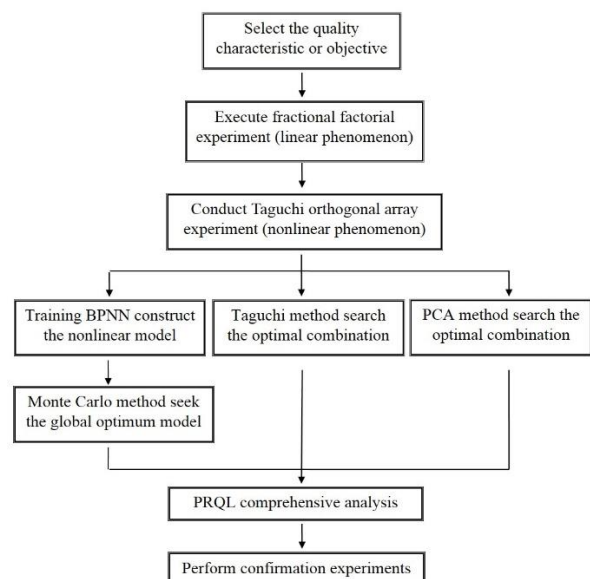 Select the quality
characteristic or objective
Execute fractional factorial
experiment (linear phenomenon)
Conduct Taguchi orthogonal array
experiment (nonlinear phenomenon)
Training BPNN construct
the nonlinear model
Taguchi method search
the optimal combination
PCA method search the
optimal combination
Monte Carlo method seek
the global optimum model
PRQL comprehensive analysis
Perform confirmation experiments